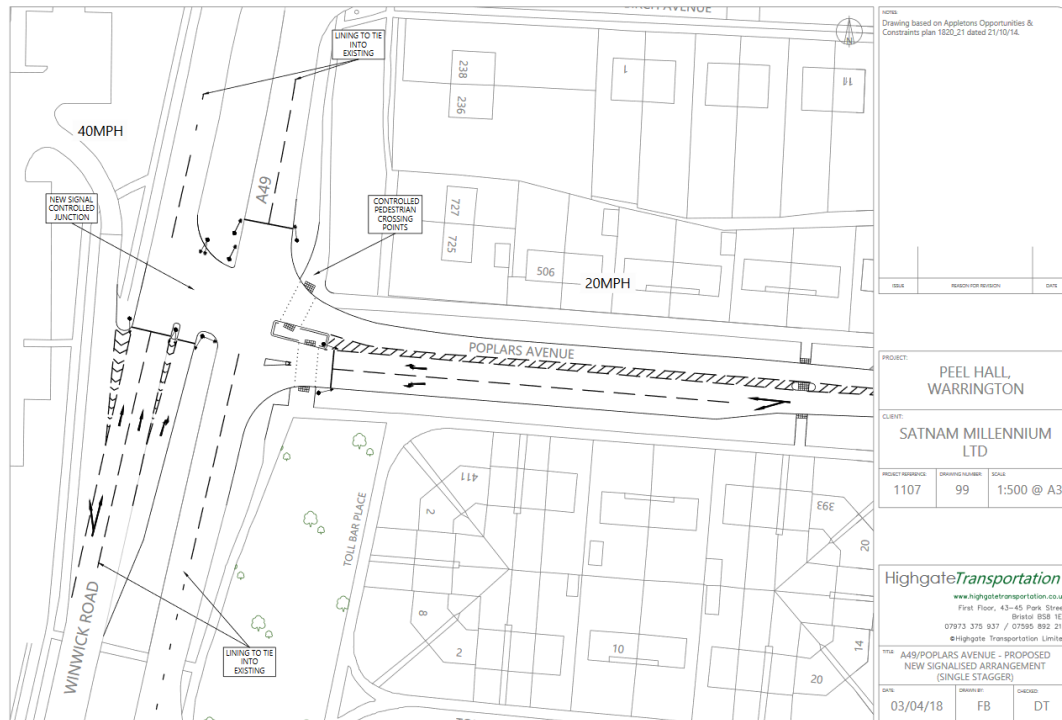 AVENUE
LINING TO TIE
INTO
EXISTING
40MPH
A49
NEW SIGNAL
CONTROLLED
JUNCTION
CONTROLLED
PEDESTRIAN
CROSSING
POINTS
238
236
1
11
727
725
506
20MPH
POPLARS AVENUE
TOLL BAR PLACE
411
2
8
2
10
393
20
14
20
WINWICK ROAD
LINING TO TIE
INTO
EXISTING
N
NOTES:
Drawing based on Appletons Opportunities &
Constraints plan 1820_21 dated 21/10/14.
ISSUE REASON FOR REVISION DATE
PROJECT:
PEEL HALL,
WARRINGTON
CLIENT:
SATNAM MILLENNIUM
LTD
PROJECT REFERENCE: DRAWING NUMBER: SCALE
1107 99 1:500 @ A3
HighgateTransportation
www.highgatetransportation.co.u
First Floor, 43-45 Park Stree
Bristol BS8 1E
07973 375 937 / 07595 892 21
©Highgate Transportation Limite
TITLE
A49/POPLARS AVENUE - PROPOSED
NEW SIGNALISED ARRANGEMENT
(SINGLE STAGGER)
DATE: DRAWN BY: CHECKED
03/04/18 FB DT